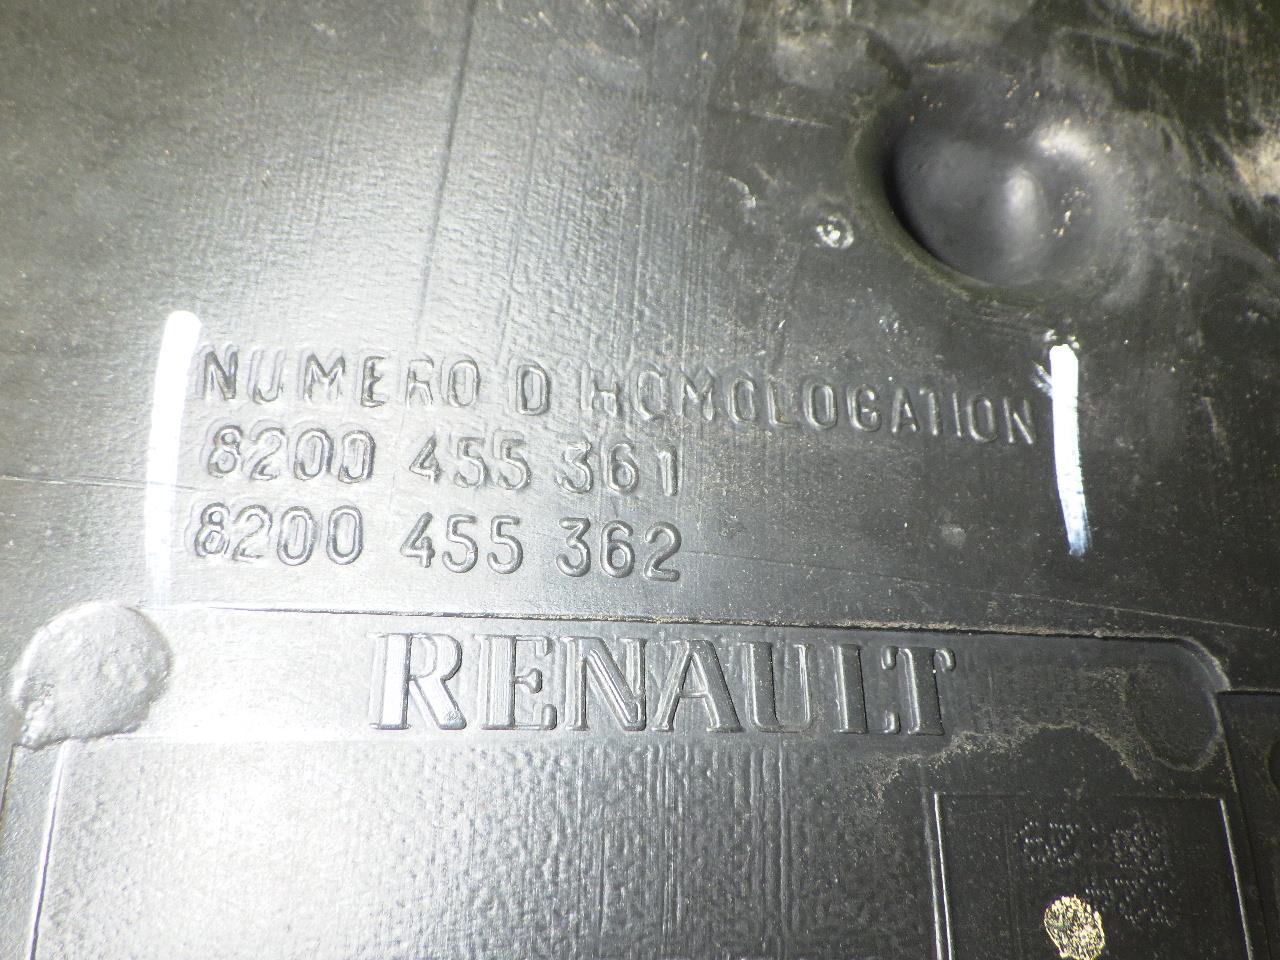 NUMERO D HOMOLOGATION
8200 455 361
8200 455 362
RENAULT